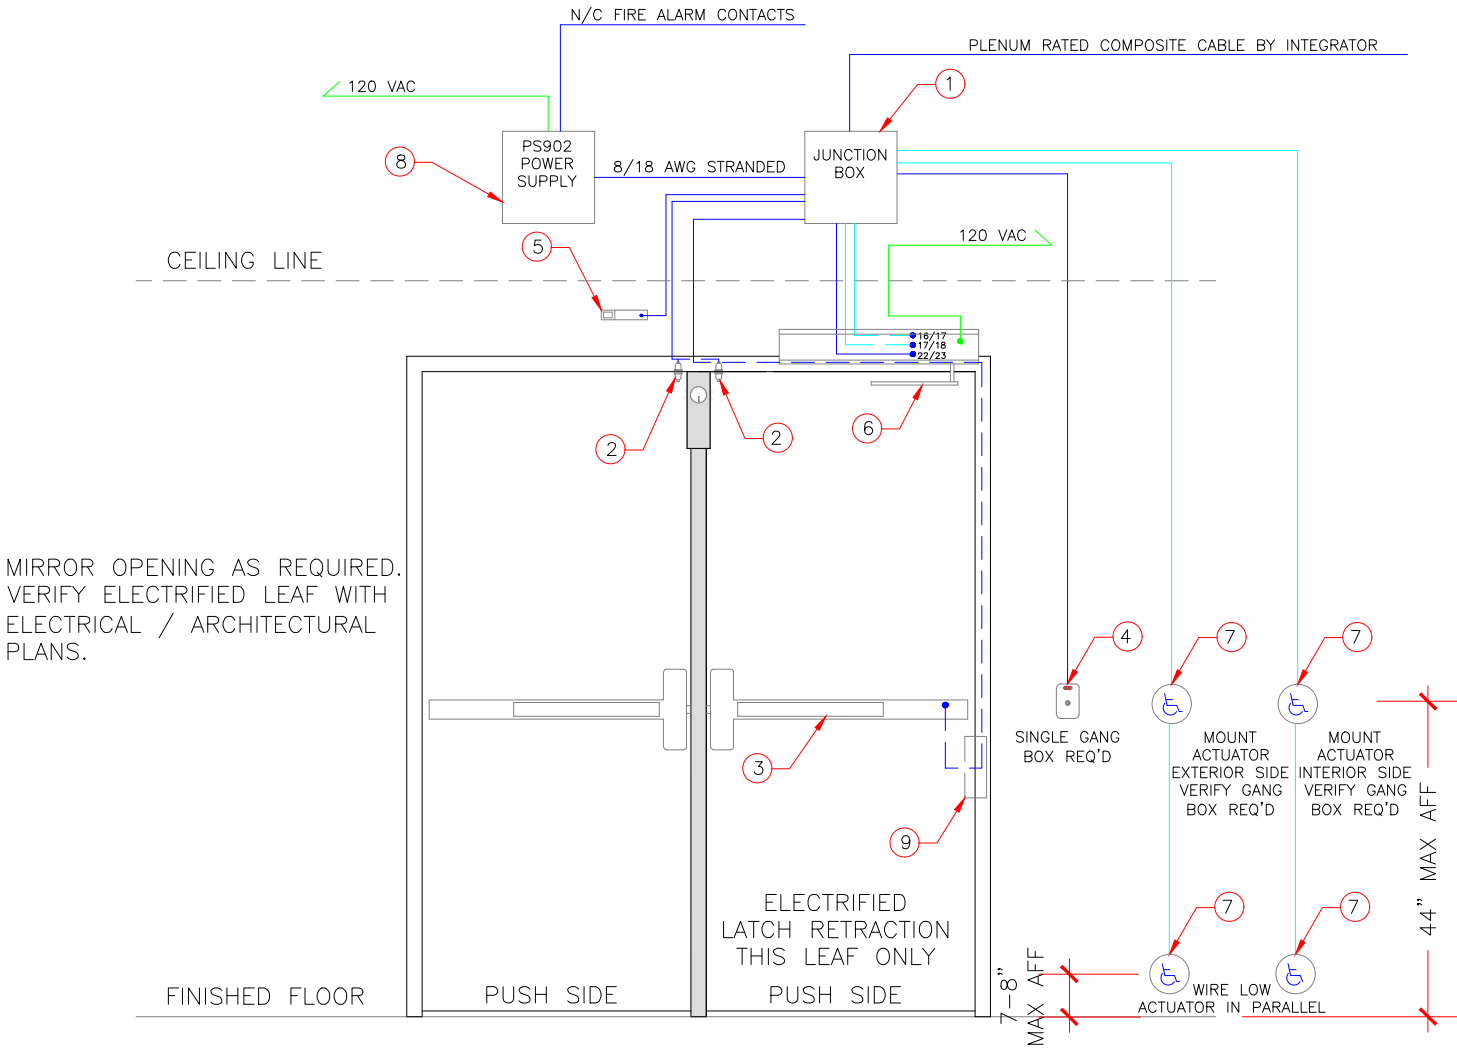 N/C FIRE ALARM CONTACTS
PLENUM RATED COMPOSITE CABLE BY INTEGRATOR
120 VAC
1
PS902
POWER
SUPPLY
8
8/18 AWG STRANDED
JUNCTION
BOX
5
120 VAC
CEILING LINE
16/17
17/18
22/23
2
2
6
MIRROR OPENING AS REQUIRED.
VERIFY ELECTRIFIED LEAF WITH
ELECTRICAL / ARCHITECTURAL
PLANS.
4
7
7
3
9
SINGLE GANG
BOX REQ'D
MOUNT
ACTUATOR
EXTERIOR SIDE
VERIFY GANG
BOX REQ'D
MOUNT
ACTUATOR
INTERIOR SIDE
VERIFY GANG
BOX REQ'D
44" MAX AFF
ELECTRIFIED
LATCH RETRACTION
THIS LEAF ONLY
7
7
7-8"
MAX AFF
WIRE LOW
ACTUATOR IN PARALLEL
FINISHED FLOOR
PUSH SIDE
PUSH SIDE